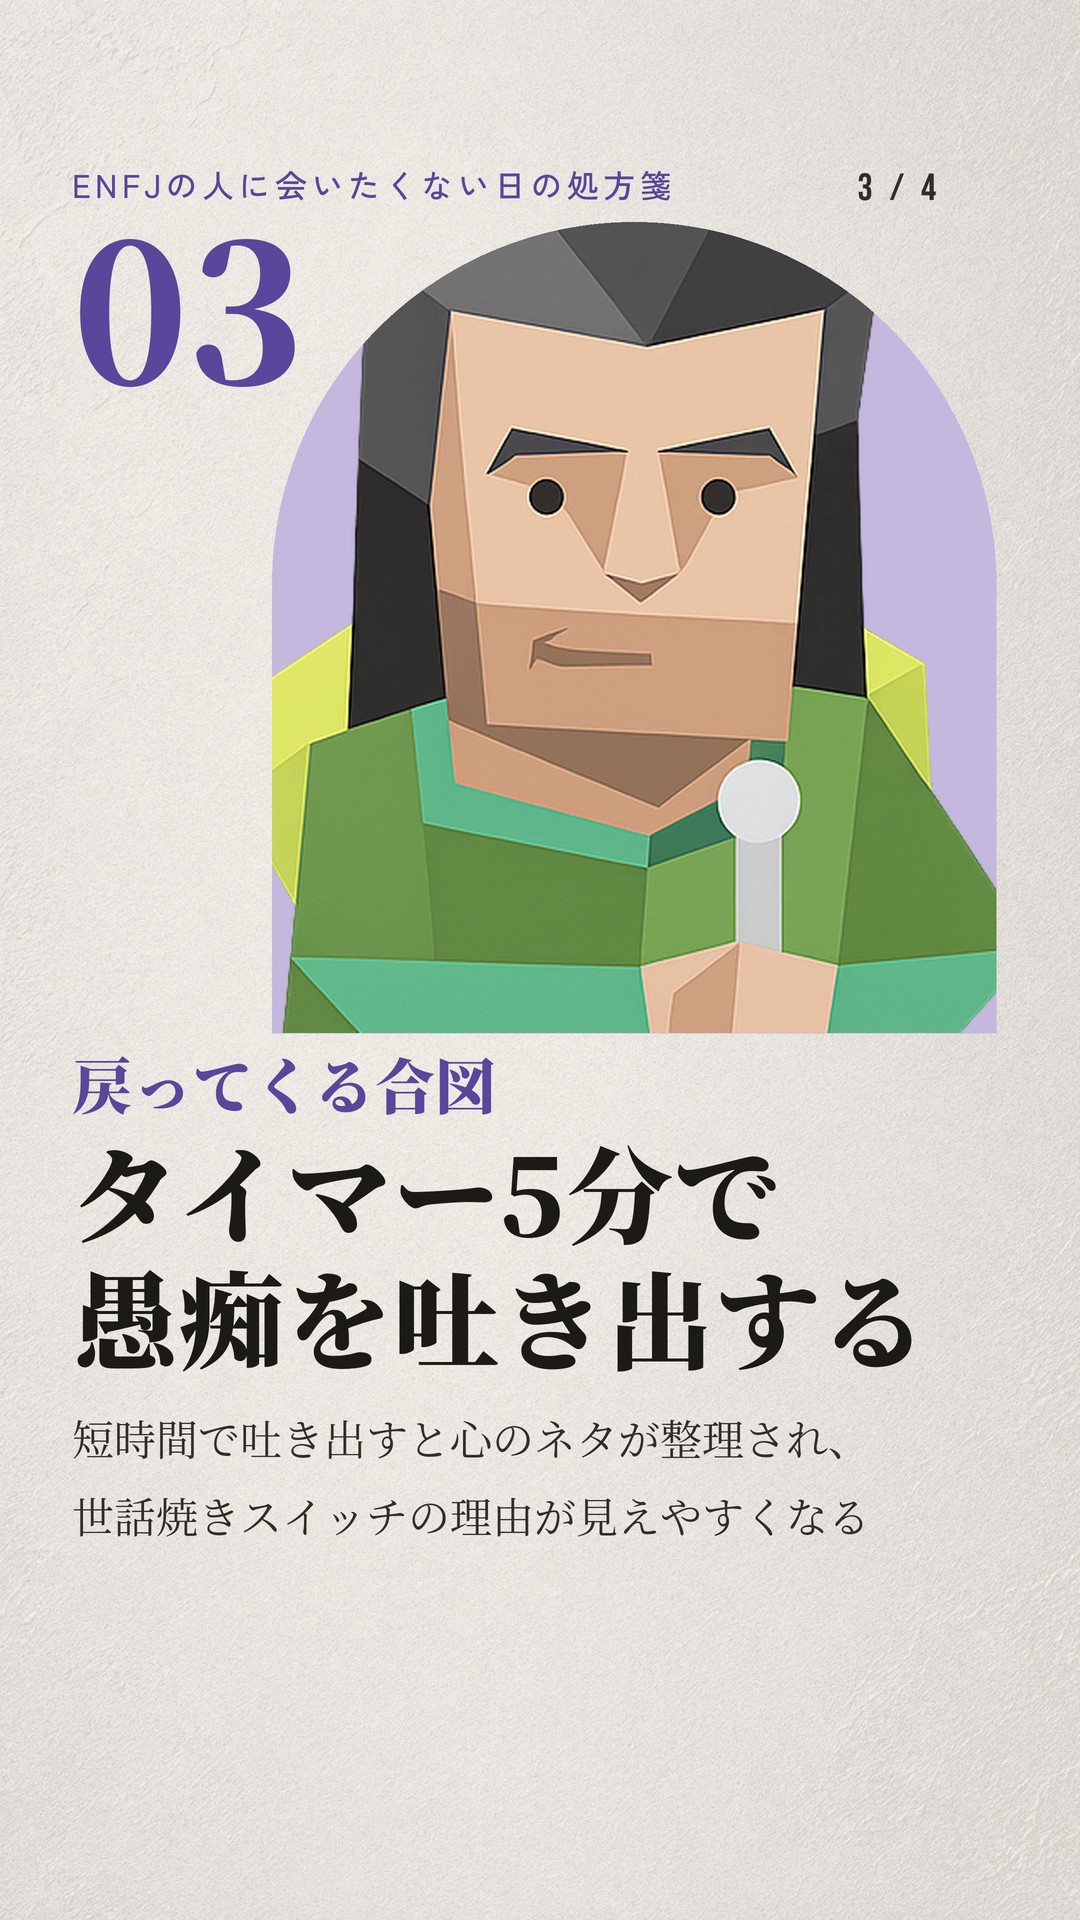 ENFJの人に会いたくない日の処方箋
3 / 4
03
戻ってくる合図
タイマー5分で
愚痴を吐き出する
短時間で吐き出すと心のネタが整理され、
世話焼きスイッチの理由が見えやすくなる